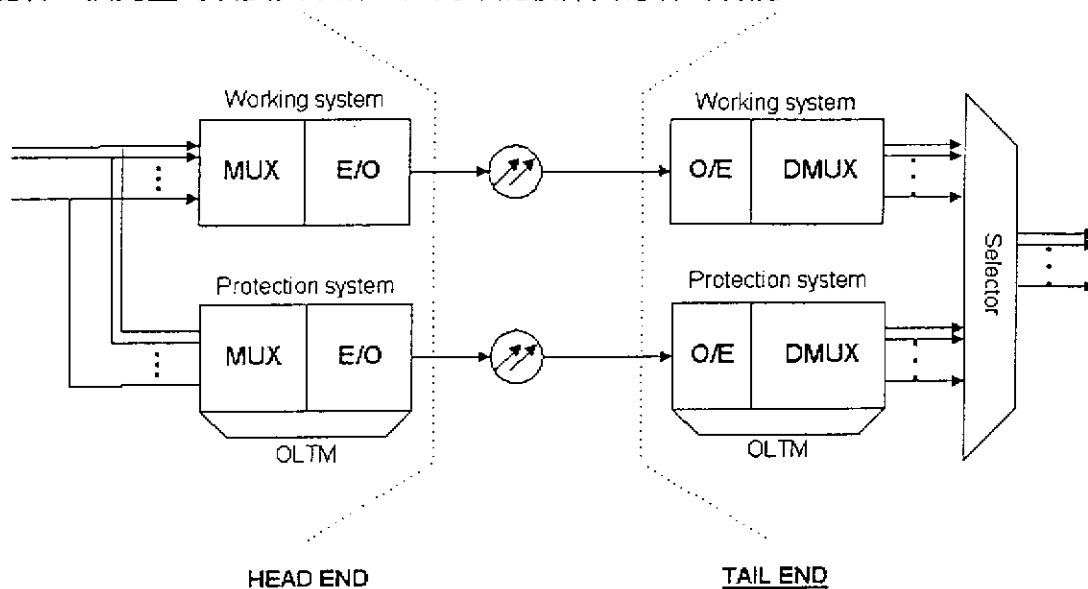 Working system
MUX
E/O
Protection system
MUX
E/O
OLTM
HEAD END
Working system
O/E
DMUX
Protection system
O/E
DMUX
OLTM
TAIL END
Selector